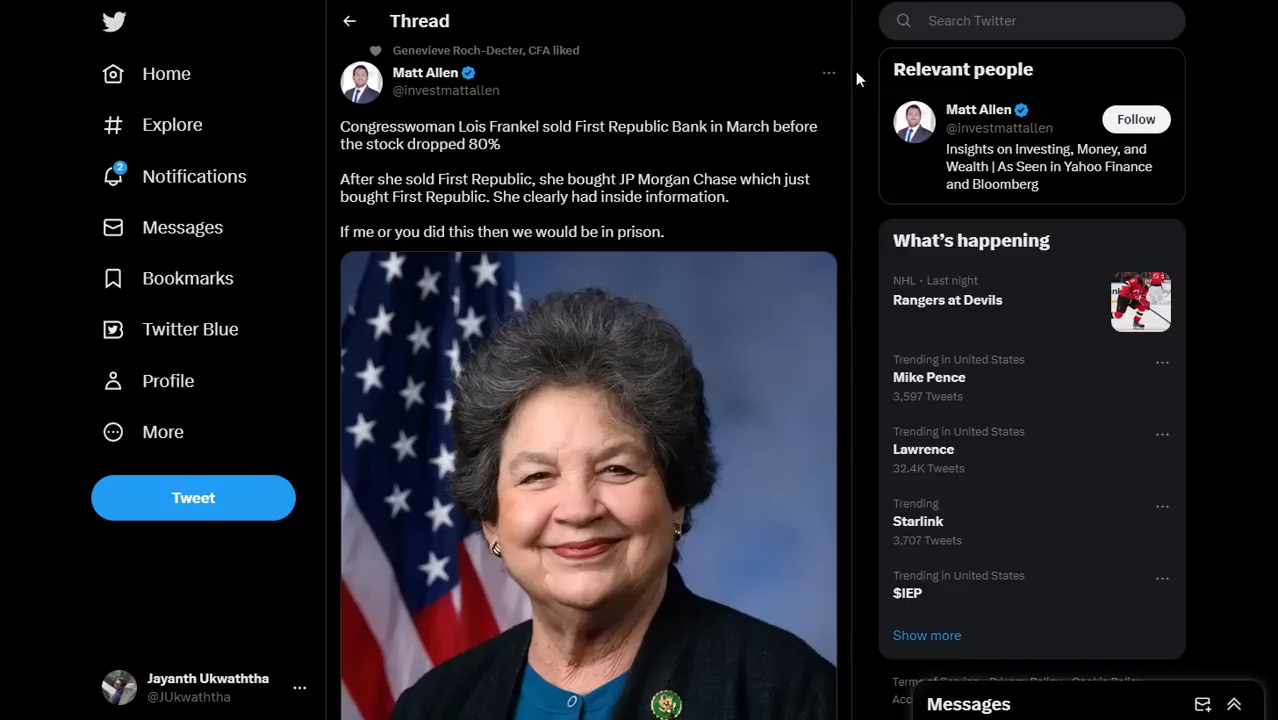 Home
Explore
2
Notifications
Messages
Bookmarks
Twitter Blue
Profile
More
Tweet
Jayanth Ukwaththa
@JUkwaththa
Thread
Genevieve Roch-Decter, CFA liked
Matt Allen
@investmattallen
Congresswoman Lois Frankel sold First Republic Bank in March before
the stock dropped 80%
After she sold First Republic, she bought JP Morgan Chase which just
bought First Republic. She clearly had inside information.
If me or you did this then we would be in prison.
Search Twitter
Relevant people
Matt Allen
@investmattallen
Follow
Insights on Investing, Money, and
Wealth | As Seen in Yahoo Finance
and Bloomberg
What's happening
NHL · Last night
Rangers at Devils
Trending in United States
Mike Pence
3,597 Tweets
Trending in United States
Lawrence
32.4K Tweets
Trending
Starlink
3,707 Tweets
Trending in United States
$IEP
Show more
Terms of Service Privacy Policy Cookie Policy
Messages